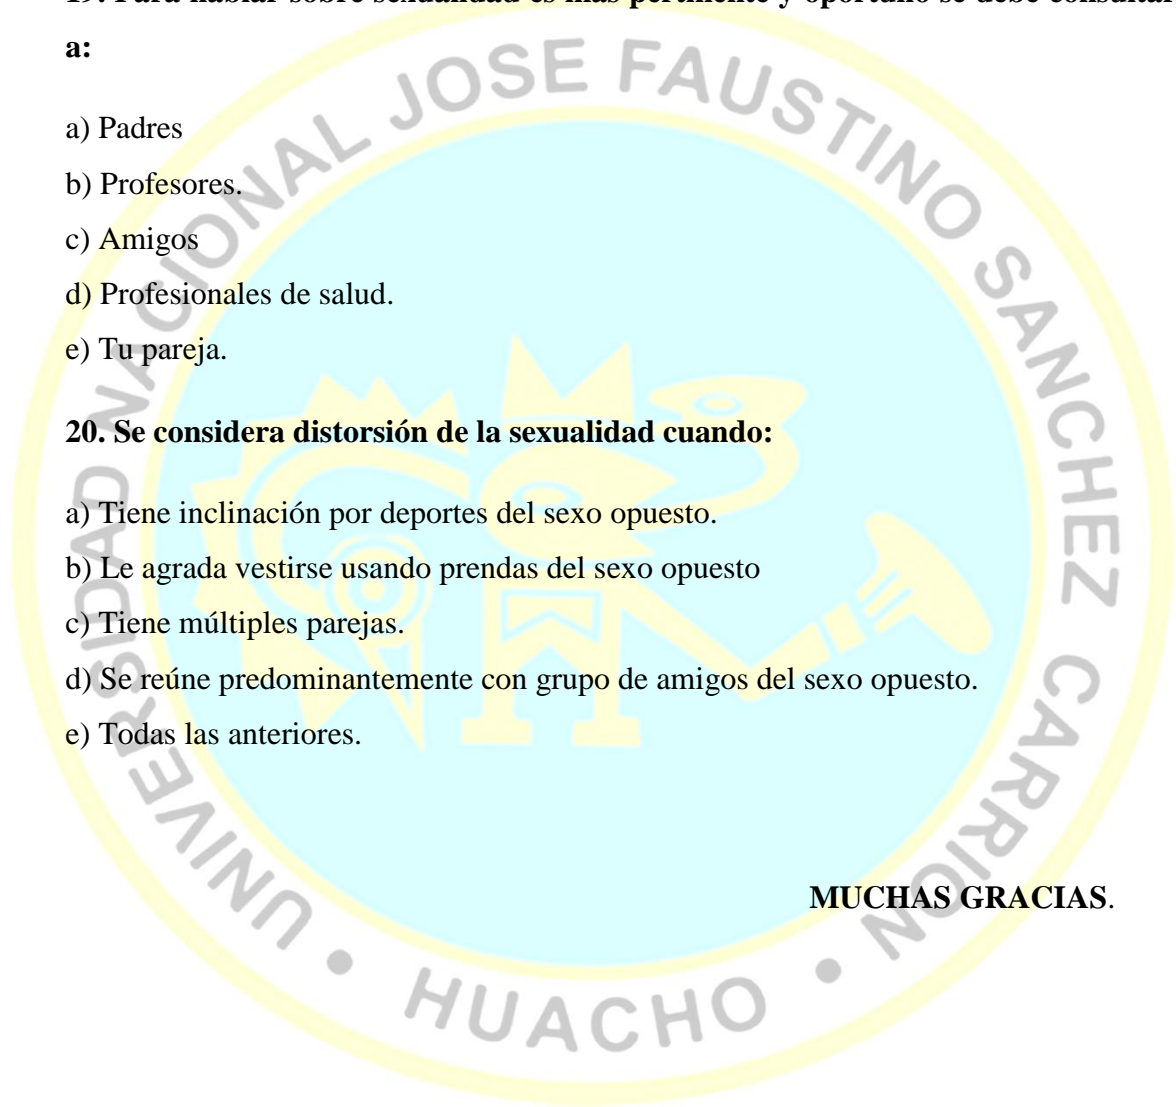 19. Para hablar sobre sexualidad es más pertinente y oportuno se debe consultar
a:
a) Padres
b) Profesores.
c) Amigos
d) Profesionales de salud.
e) Tu pareja.
20. Se considera distorsión de la sexualidad cuando:
a) Tiene inclinación por deportes del sexo opuesto.
b) Le agrada vestirse usando prendas del sexo opuesto
c) Tiene múltiples parejas.
d) Se reúne predominantemente con grupo de amigos del sexo opuesto.
e) Todas las anteriores.
MUCHAS GRACIAS.
UNIVERSIDAD NACIONAL JOSE FAUSTINO SANCHEZ CARRION
• HUACHO •